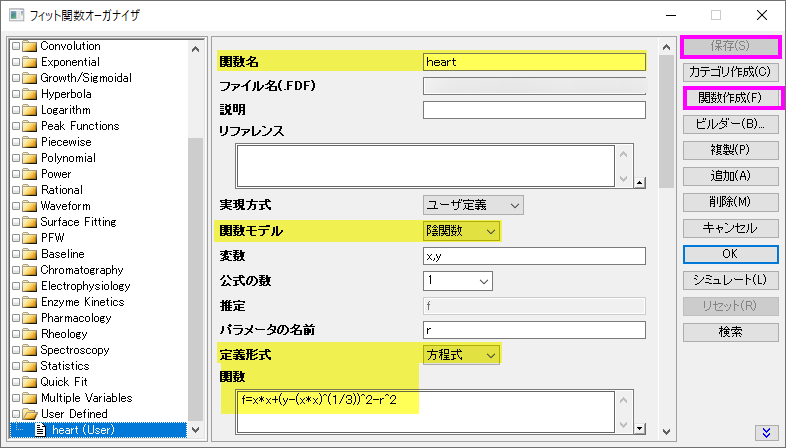 フィット関数オーガナイザ
Convolution
Exponential
Growth/Sigmoidal
Hyperbola
Logarithm
Peak Functions
Piecewise
Polynomial
Power
Rational
Waveform
Surface Fitting
PFW
Baseline
Chromatography
Electrophysiology
Enzyme Kinetics
Pharmacology
Rheology
Spectroscopy
Statistics
Quick Fit
Multiple Variables
User Defined
heart (User)
関数名 heart
ファイル名(.FDF)
説明
リファレンス
実現方式 ユーザ定義
関数モデル 陰関数
変数 x,y
公式の数 1
推定 f
パラメータの名前 r
定義形式 方程式
関数
f=x*x+(y-(x*x)^(1/3))^2-r^2
保存(S)
カテゴリ作成(C)
関数作成(F)
ビルダー(B)...
複製(P)
追加(A)
削除(M)
キャンセル
OK
シミュレート(L)
リセット(R)
検索